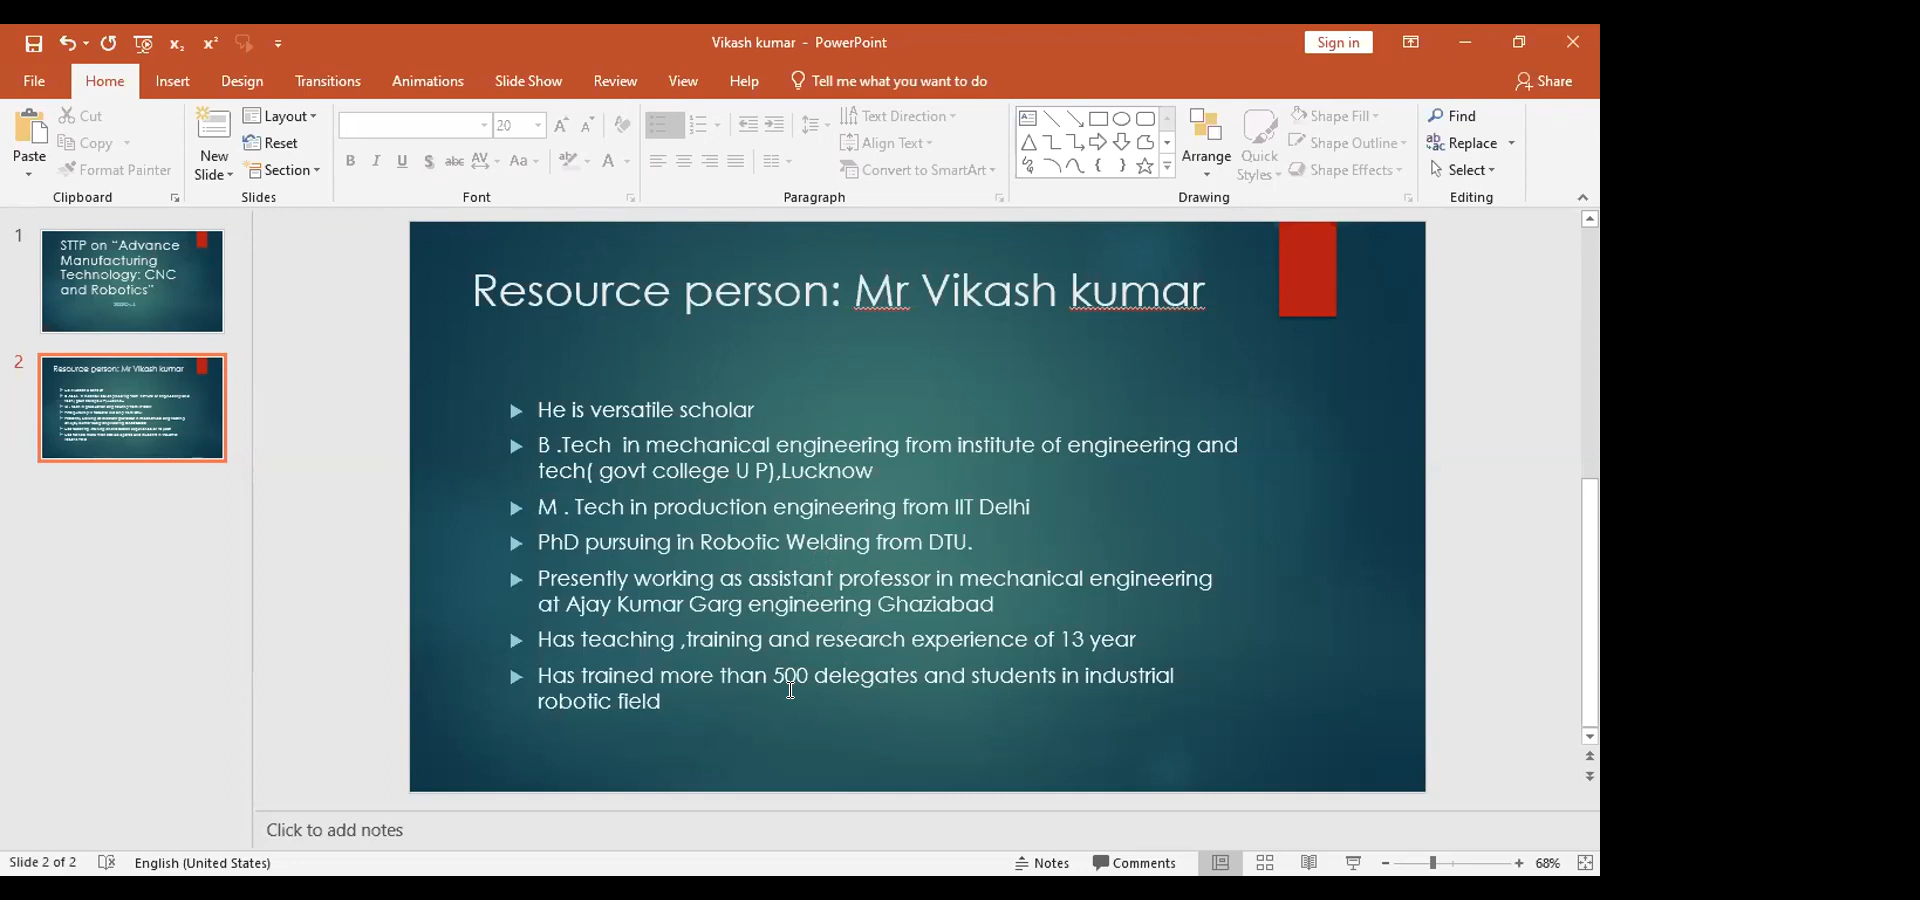 Vikash kumar - PowerPoint
Sign in
File Home Insert Design Transitions Animations Slide Show Review View Help Tell me what you want to do Share
Paste
Cut
Copy
Format Painter
Clipboard
New Slide
Layout
Reset
Section
Slides
20
Font
Text Direction
Align Text
Convert to SmartArt
Paragraph
Arrange
Quick Styles
Shape Fill
Shape Outline
Shape Effects
Drawing
Find
Replace
Select
Editing
1
STTP on “Advance
Manufacturing
Technology: CNC
and Robotics”
2
Resource person: Mr Vikash kumar
Resource person: Mr Vikash kumar
He is versatile scholar
B .Tech in mechanical engineering from institute of engineering and
tech( govt college U P),Lucknow
M . Tech in production engineering from IIT Delhi
PhD pursuing in Robotic Welding from DTU.
Presently working as assistant professor in mechanical engineering
at Ajay Kumar Garg engineering Ghaziabad
Has teaching ,training and research experience of 13 year
Has trained more than 500 delegates and students in industrial
robotic field
Click to add notes
Slide 2 of 2 English (United States) Notes Comments 68%